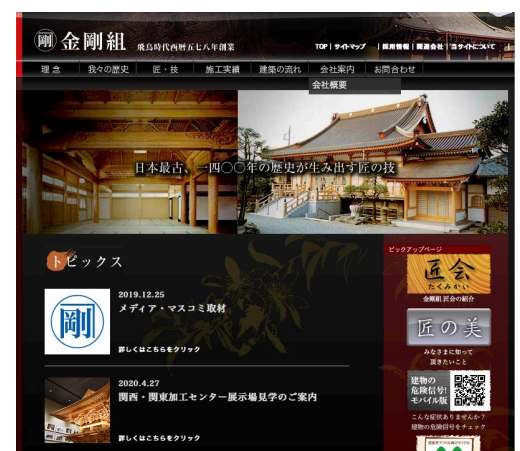 剛 金剛組 飛鳥時代西暦五七八年創業
TOP | サイトマップ | 採用情報 | 関連会社 | 当サイトについて
理念 我々の歴史 匠・技 施工実績 建築の流れ 会社案内 お問合わせ
会社概要
日本最古、一四〇〇年の歴史が生み出す匠の技
トピックス
剛
2019.12.25
メディア・マスコミ取材
詳しくはこちらをクリック
2020.4.27
関西・関東加工センター展示場見学のご案内
詳しくはこちらをクリック
ピックアップページ
匠会
たくみかい
金剛組 匠会の紹介
匠の美
みなさまに知って
頂きたいこと
建物の
危険信号!
モバイル版
こんな症状ありませんか?
建物の危険信号をチェック